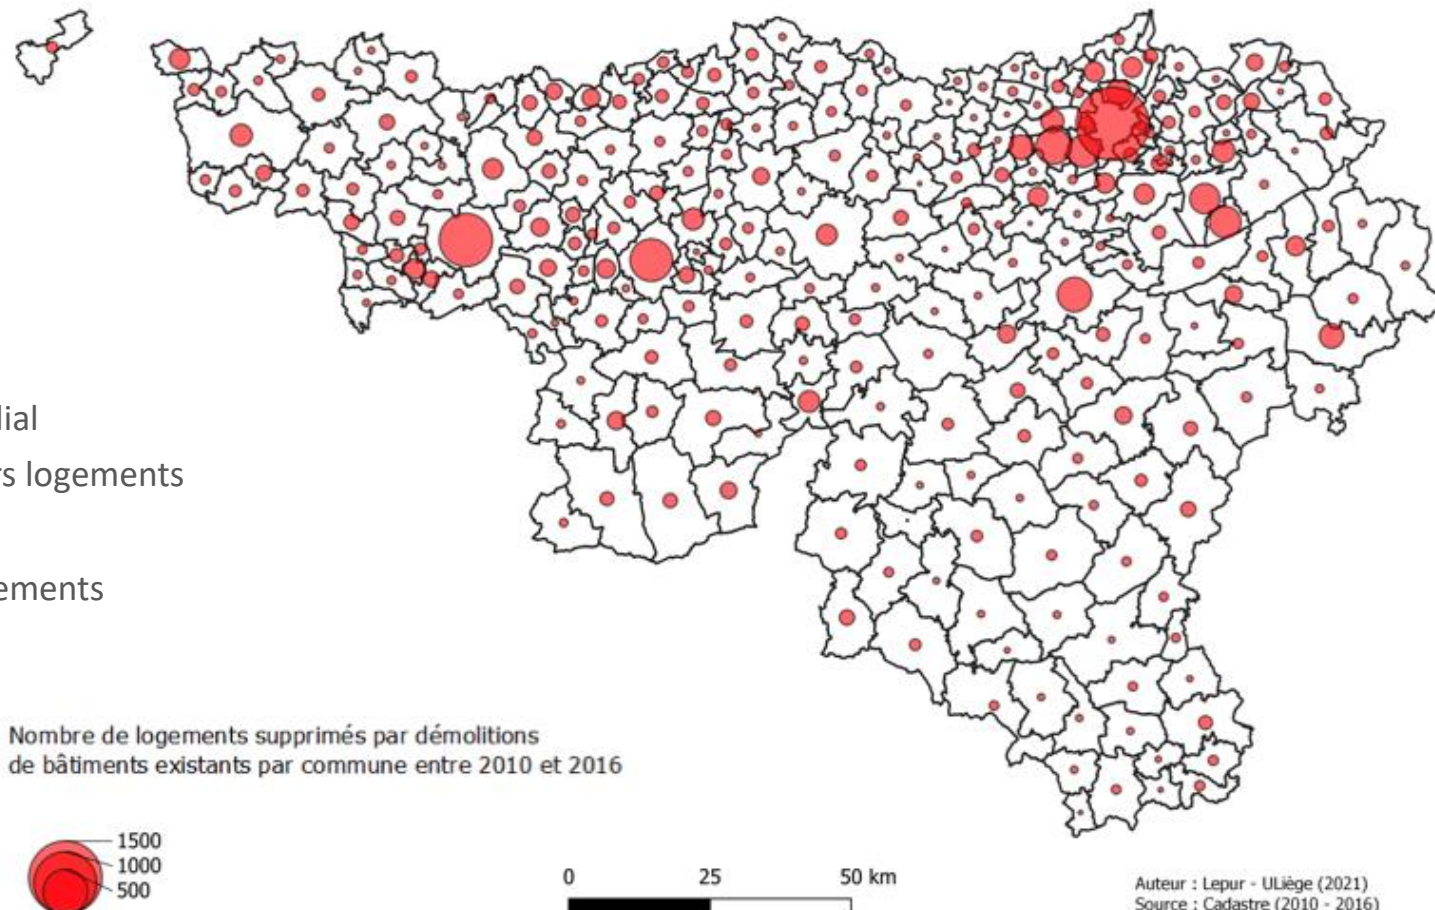 lial
rs logements
ements
Nombre de logements supprimés par démolitions
de bâtiments existants par commune entre 2010 et 2016
1500
1000
500
0 25 50 km
Auteur : Lepur - ULiège (2021)
Source : Cadastre (2010 - 2016)